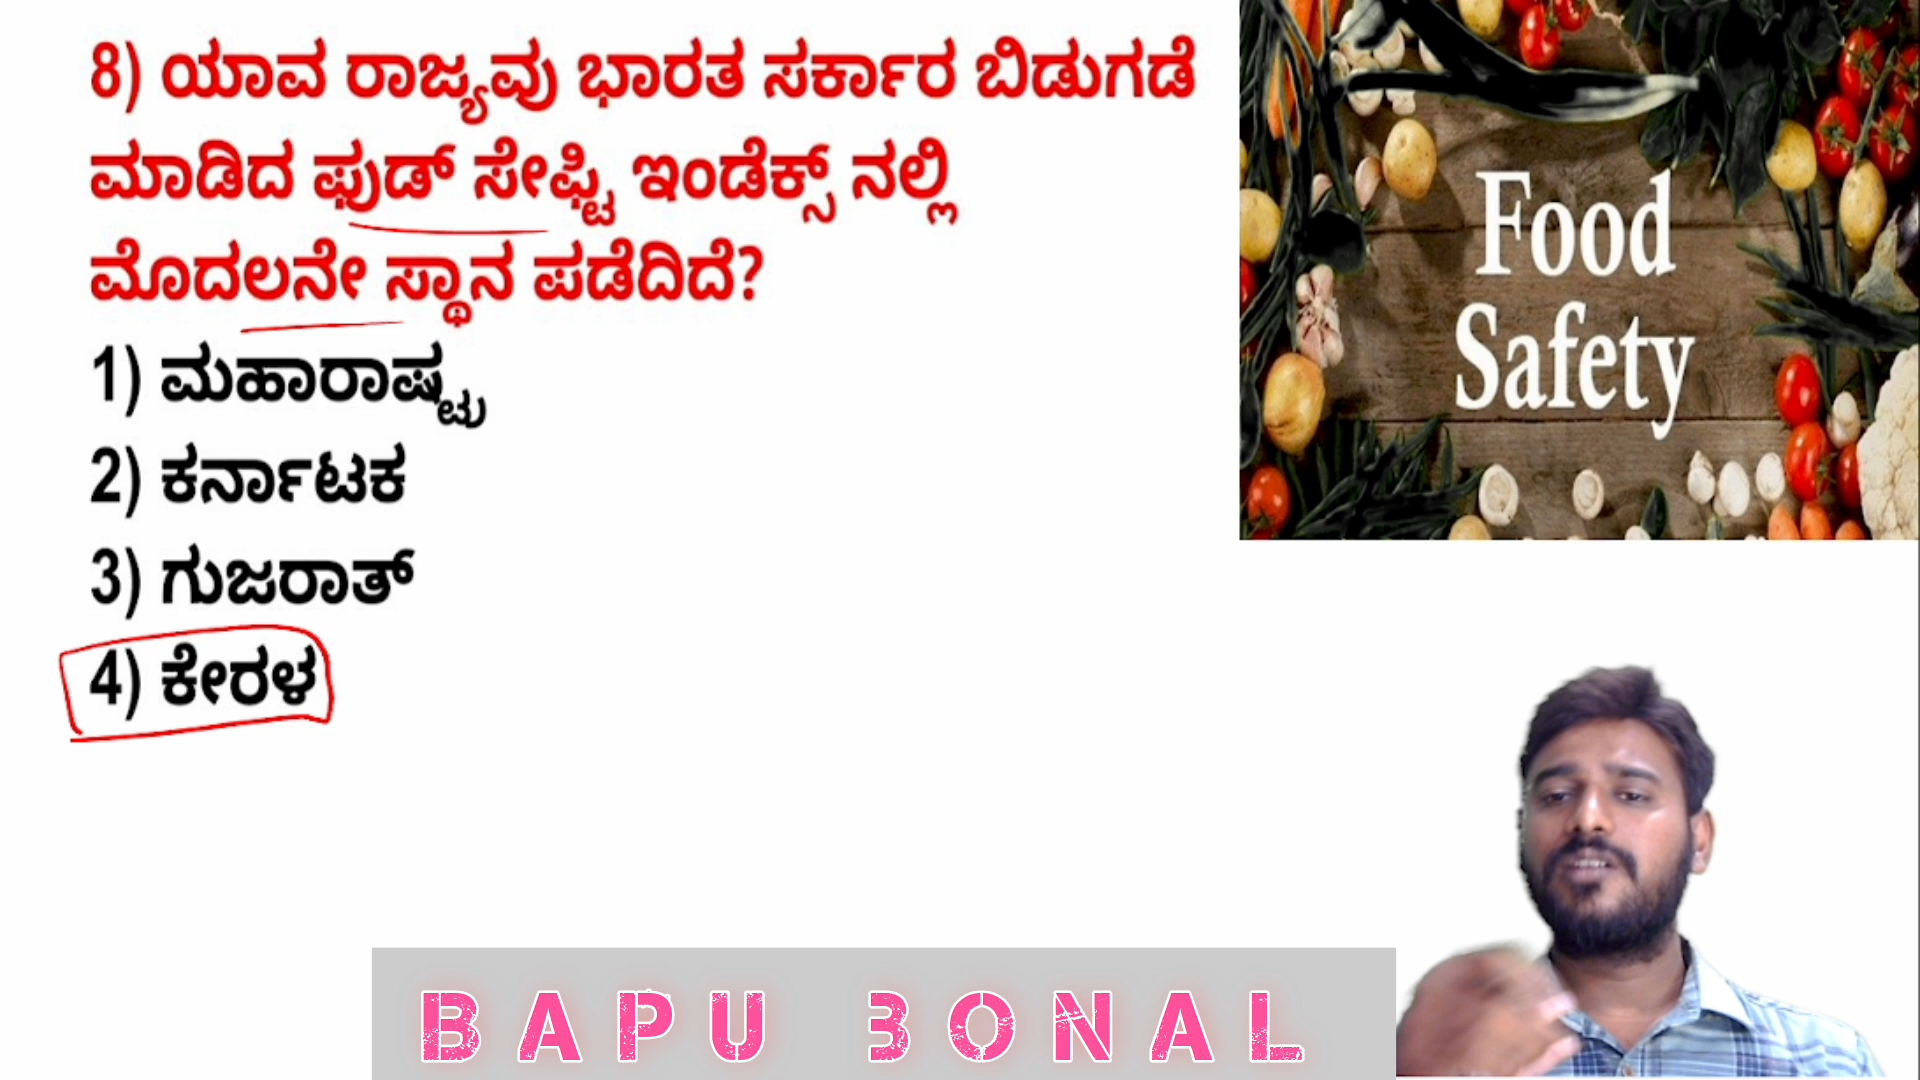 8) ಯಾವ ರಾಜ್ಯವು ಭಾರತ ಸರ್ಕಾರ ಬಿಡುಗಡೆ
ಮಾಡಿದ ಫುಡ್ ಸೇಫ್ಟಿ ಇಂಡೆಕ್ಸ್ ನಲ್ಲಿ
ಮೊದಲನೇ ಸ್ಥಾನ ಪಡೆದಿದೆ?
1) ಮಹಾರಾಷ್ಟ್ರ
2) ಕರ್ನಾಟಕ
3) ಗುಜರಾತ್
4) ಕೇರಳ
Food
Safety
BAPU BONAL